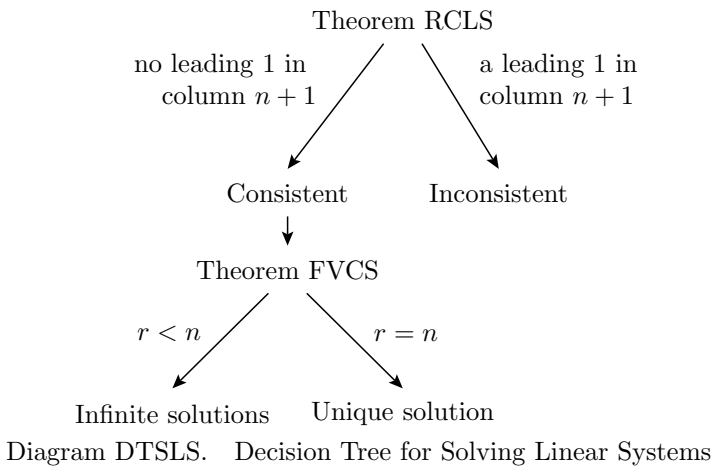 Theorem RCLS
no leading 1 in
column n + 1
a leading 1 in
column n + 1
Consistent
Inconsistent
Theorem FVCS
r < n
r = n
Infinite solutions
Unique solution
Diagram DTSLS. Decision Tree for Solving Linear Systems